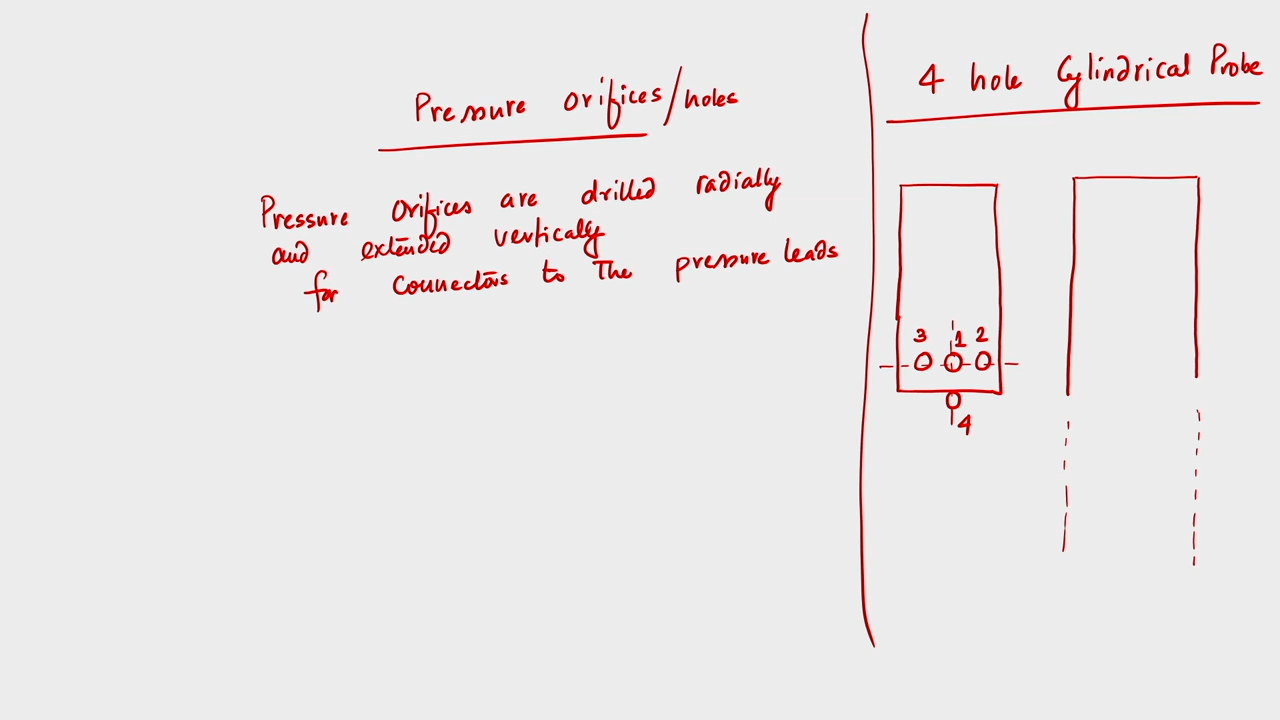 Pressure orifices/holes
Pressure orifices are drilled radially
and extended vertically
for connectors to the pressure leads
4 hole Cylindrical Probe
3 1 2
4